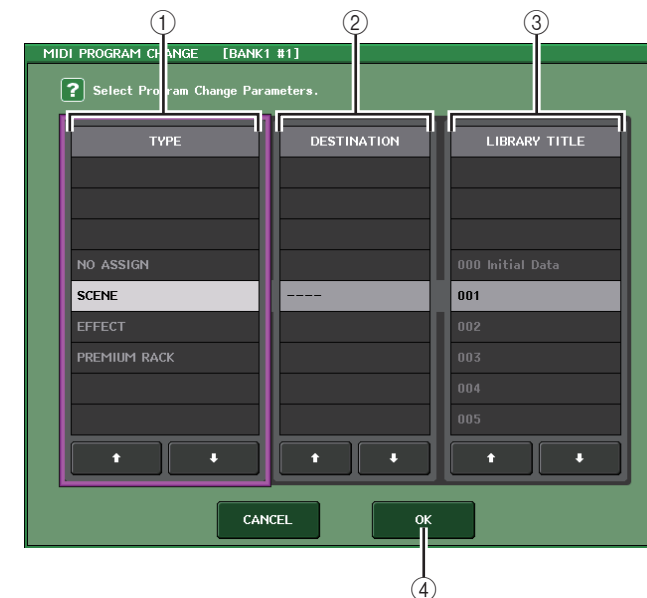 ① ② ③
MIDI PROGRAM CHANGE [BANK1 #1]
? Select Program Change Parameters.
TYPE DESTINATION LIBRARY TITLE
NO ASSIGN 000 Initial Data
SCENE ---- 001
EFFECT 002
PREMIUM RACK 003
004
005
CANCEL OK
④